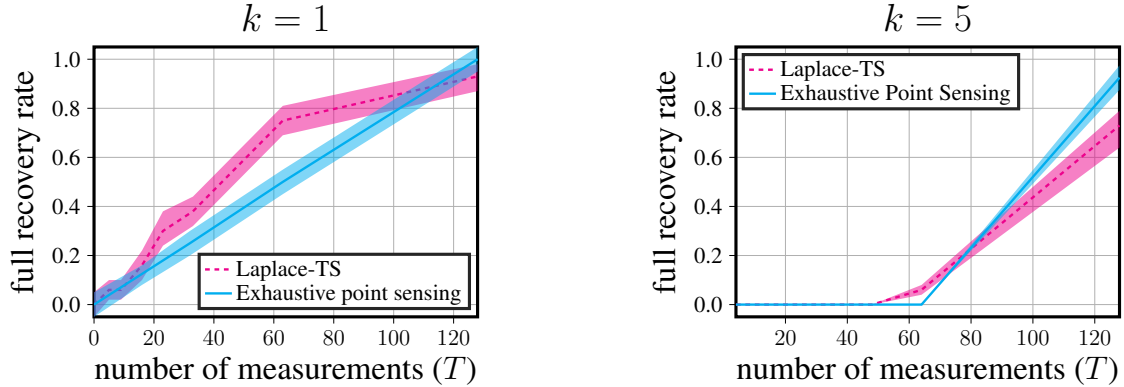 k = 1
full recovery rate
1.0
0.8
0.6
0.4
0.2
0.0
0 20 40 60 80 100 120
Laplace-TS
Exhaustive point sensing
number of measurements (T)
k = 5
full recovery rate
1.0
0.8
0.6
0.4
0.2
0.0
Laplace-TS
Exhaustive Point Sensing
20 40 60 80 100 120
number of measurements (T)